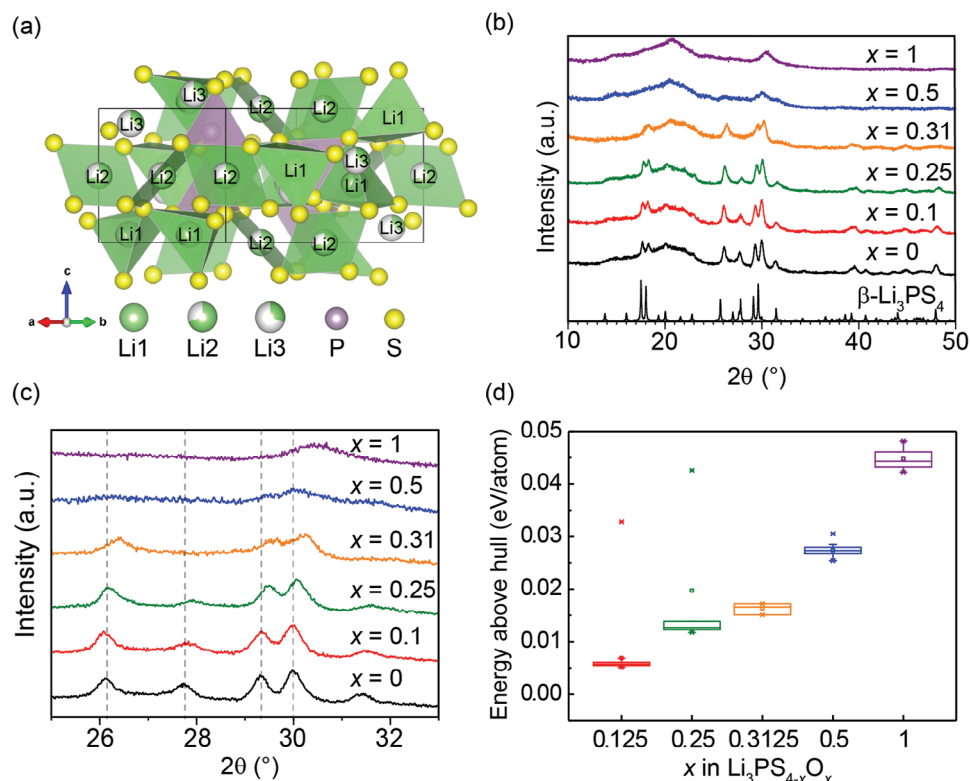 (a)
Li3
Li2
Li2
Li1
Li3
Li2
Li2
Li2
Li1
Li3
Li1
Li2
Li1
Li1
Li2
Li2
Li3
c
a
b
Li1
Li2
Li3
P
S
(b)
Intensity (a.u.)
x = 1
x = 0.5
x = 0.31
x = 0.25
x = 0.1
x = 0
β-Li₃PS₄
10 20 30 40 50
2θ (°)
(c)
Intensity (a.u.)
x = 1
x = 0.5
x = 0.31
x = 0.25
x = 0.1
x = 0
26 28 30 32
2θ (°)
(d)
Energy above hull (eV/atom)
0.05
0.04
0.03
0.02
0.01
0.00
0.125 0.25 0.3125 0.5 1
x in Li₃PS₄₋ₓOₓ